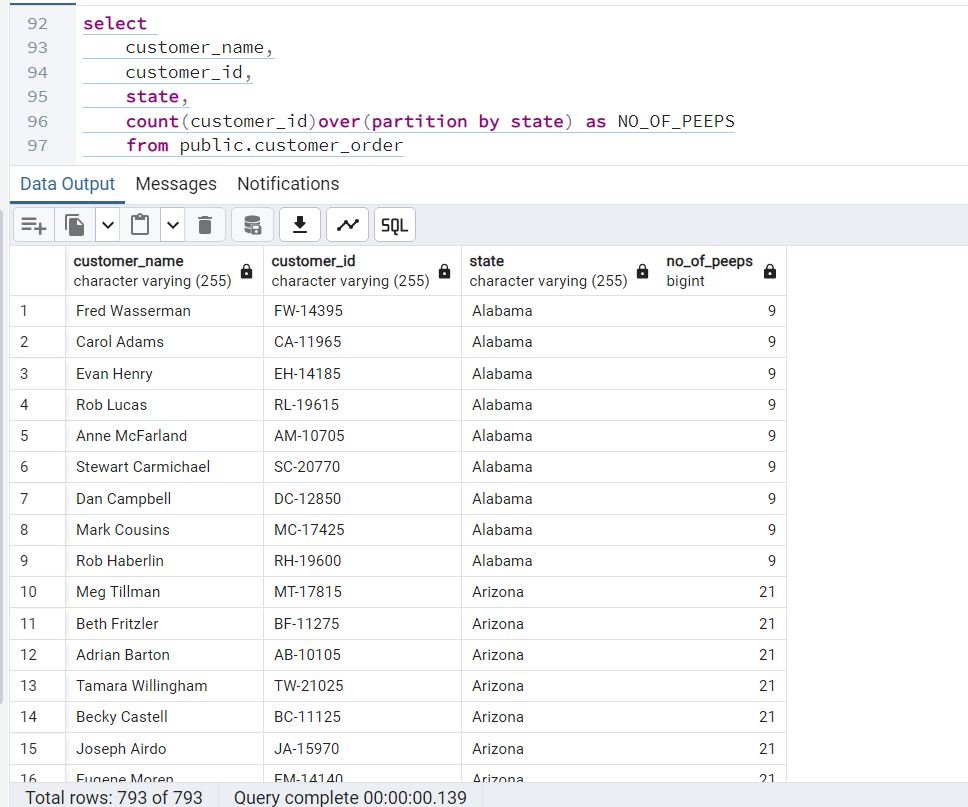 92 select
93 customer_name,
94 customer_id,
95 state,
96 count(customer_id)over(partition by state) as NO_OF_PEEPS
97 from public.customer_order
Data Output Messages Notifications
SQL
customer_name customer_id state no_of_peeps
character varying (255) character varying (255) character varying (255) bigint
1 Fred Wasserman FW-14395 Alabama 9
2 Carol Adams CA-11965 Alabama 9
3 Evan Henry EH-14185 Alabama 9
4 Rob Lucas RL-19615 Alabama 9
5 Anne McFarland AM-10705 Alabama 9
6 Stewart Carmichael SC-20770 Alabama 9
7 Dan Campbell DC-12850 Alabama 9
8 Mark Cousins MC-17425 Alabama 9
9 Rob Haberlin RH-19600 Alabama 9
10 Meg Tillman MT-17815 Arizona 21
11 Beth Fritzler BF-11275 Arizona 21
12 Adrian Barton AB-10105 Arizona 21
13 Tamara Willingham TW-21025 Arizona 21
14 Becky Castell BC-11125 Arizona 21
15 Joseph Airdo JA-15970 Arizona 21
16 Eugene Moren EM-14140 Arizona 21
Total rows: 793 of 793 Query complete 00:00:00.139